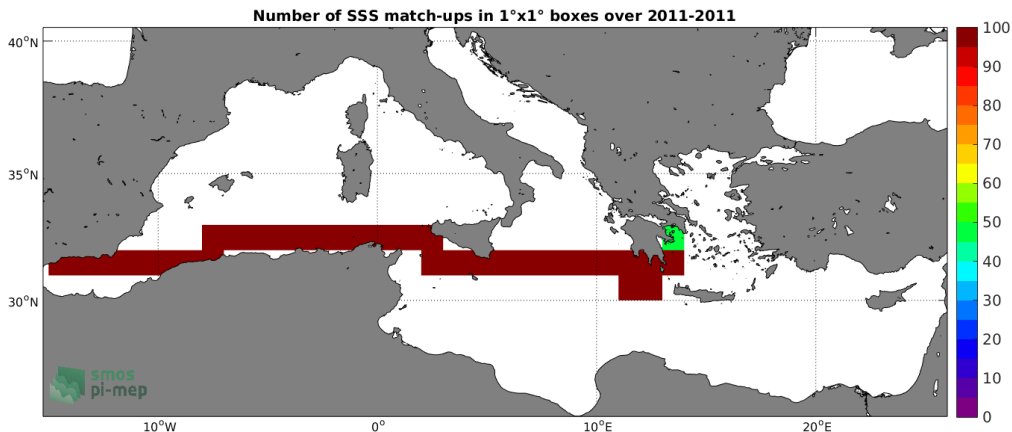 Number of SSS match-ups in 1°x1° boxes over 2011-2011
40°N
35°N
30°N
10°W
0°
10°E
20°E
100
90
80
70
60
50
40
30
20
10
0
smos
pi-mep